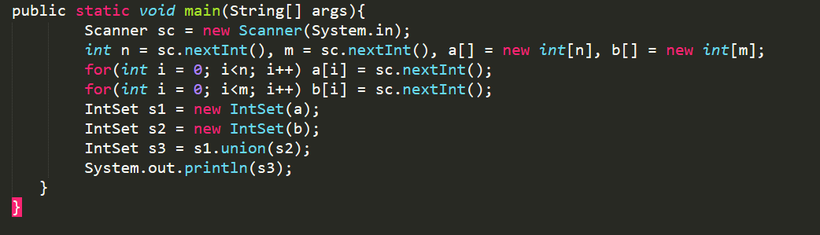 public static void main(String[] args){
Scanner sc = new Scanner(System.in);
int n = sc.nextInt(), m = sc.nextInt(), a[] = new int[n], b[] = new int[m];
for(int i = 0; i<n; i++) a[i] = sc.nextInt();
for(int i = 0; i<m; i++) b[i] = sc.nextInt();
IntSet s1 = new IntSet(a);
IntSet s2 = new IntSet(b);
IntSet s3 = s1.union(s2);
System.out.println(s3);
}
}